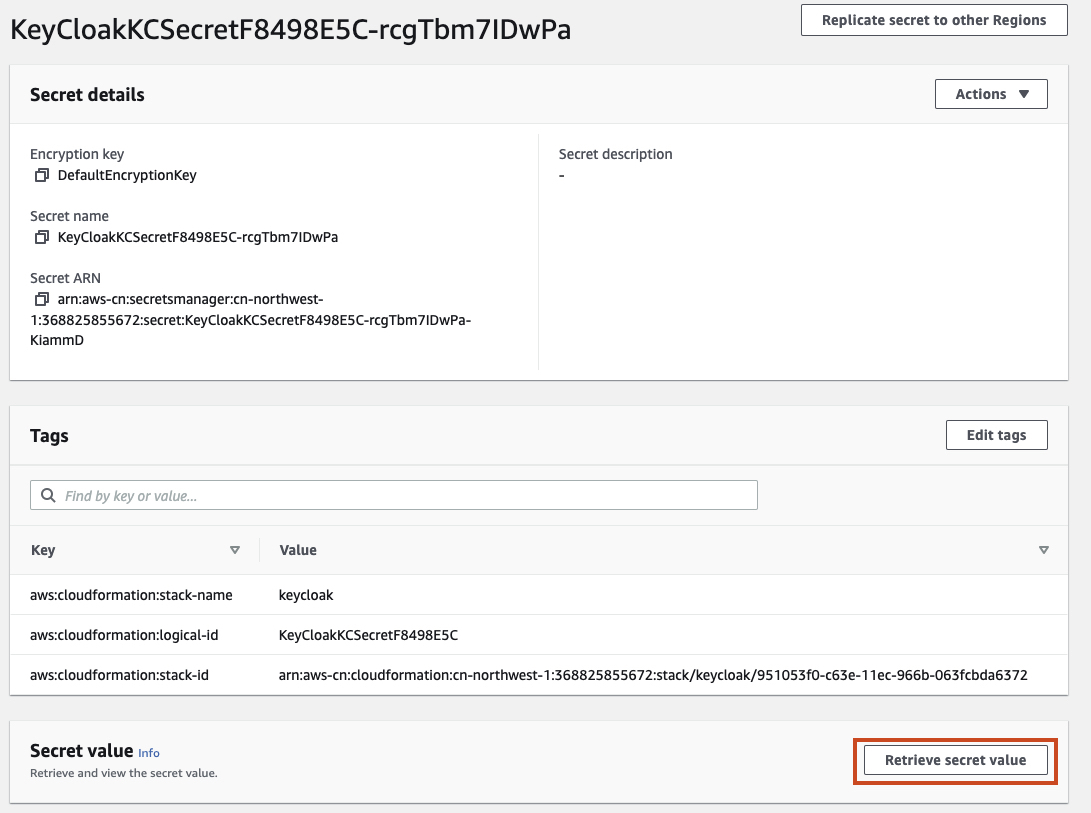 KeyCloakKCSecretF8498E5C-rcgTbm7IDwPa
Replicate secret to other Regions
Secret details
Actions
Encryption key
DefaultEncryptionKey
Secret name
KeyCloakKCSecretF8498E5C-rcgTbm7IDwPa
Secret ARN
arn:aws-cn:secretsmanager:cn-northwest-
1:368825855672:secret:KeyCloakKCSecretF8498E5C-rcgTbm7IDwPa-
KiammD
Secret description
-
Tags
Edit tags
Find by key or value...
Key Value
aws:cloudformation:stack-name keycloak
aws:cloudformation:logical-id KeyCloakKCSecretF8498E5C
aws:cloudformation:stack-id arn:aws-cn:cloudformation:cn-northwest-1:368825855672:stack/keycloak/951053f0-c63e-11ec-966b-063fcbda6372
Secret value Info
Retrieve and view the secret value.
Retrieve secret value